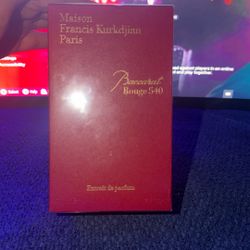 Maison
Francis Kurkdjian
Paris
Baccarat
Rouge 540
Extrait de parfum